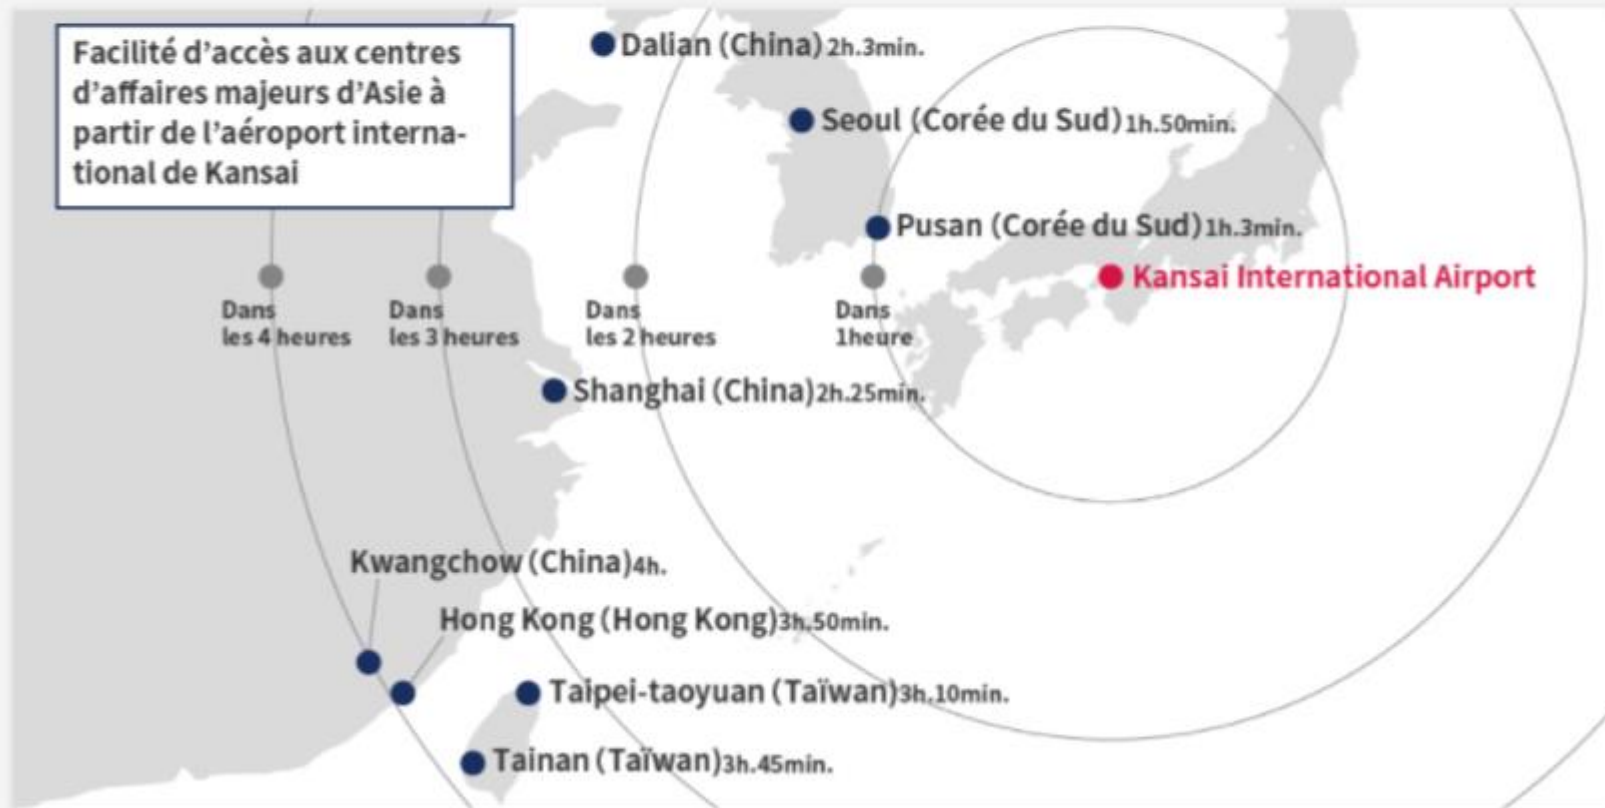 Facilité d’accès aux centres
d’affaires majeurs d’Asie à
partir de l’aéroport interna-
tional de Kansai
Dalian (China) 2h.3min.
Seoul (Corée du Sud) 1h.50min.
Pusan (Corée du Sud) 1h.3min.
Kansai International Airport
Dans
les 4 heures
Dans
les 3 heures
Dans
les 2 heures
Dans
1heure
Shanghai (China) 2h.25min.
Kwangchow (China) 4h.
Hong Kong (Hong Kong) 3h.50min.
Taipei-taoyuan (Taïwan) 3h.10min.
Tainan (Taïwan) 3h.45min.